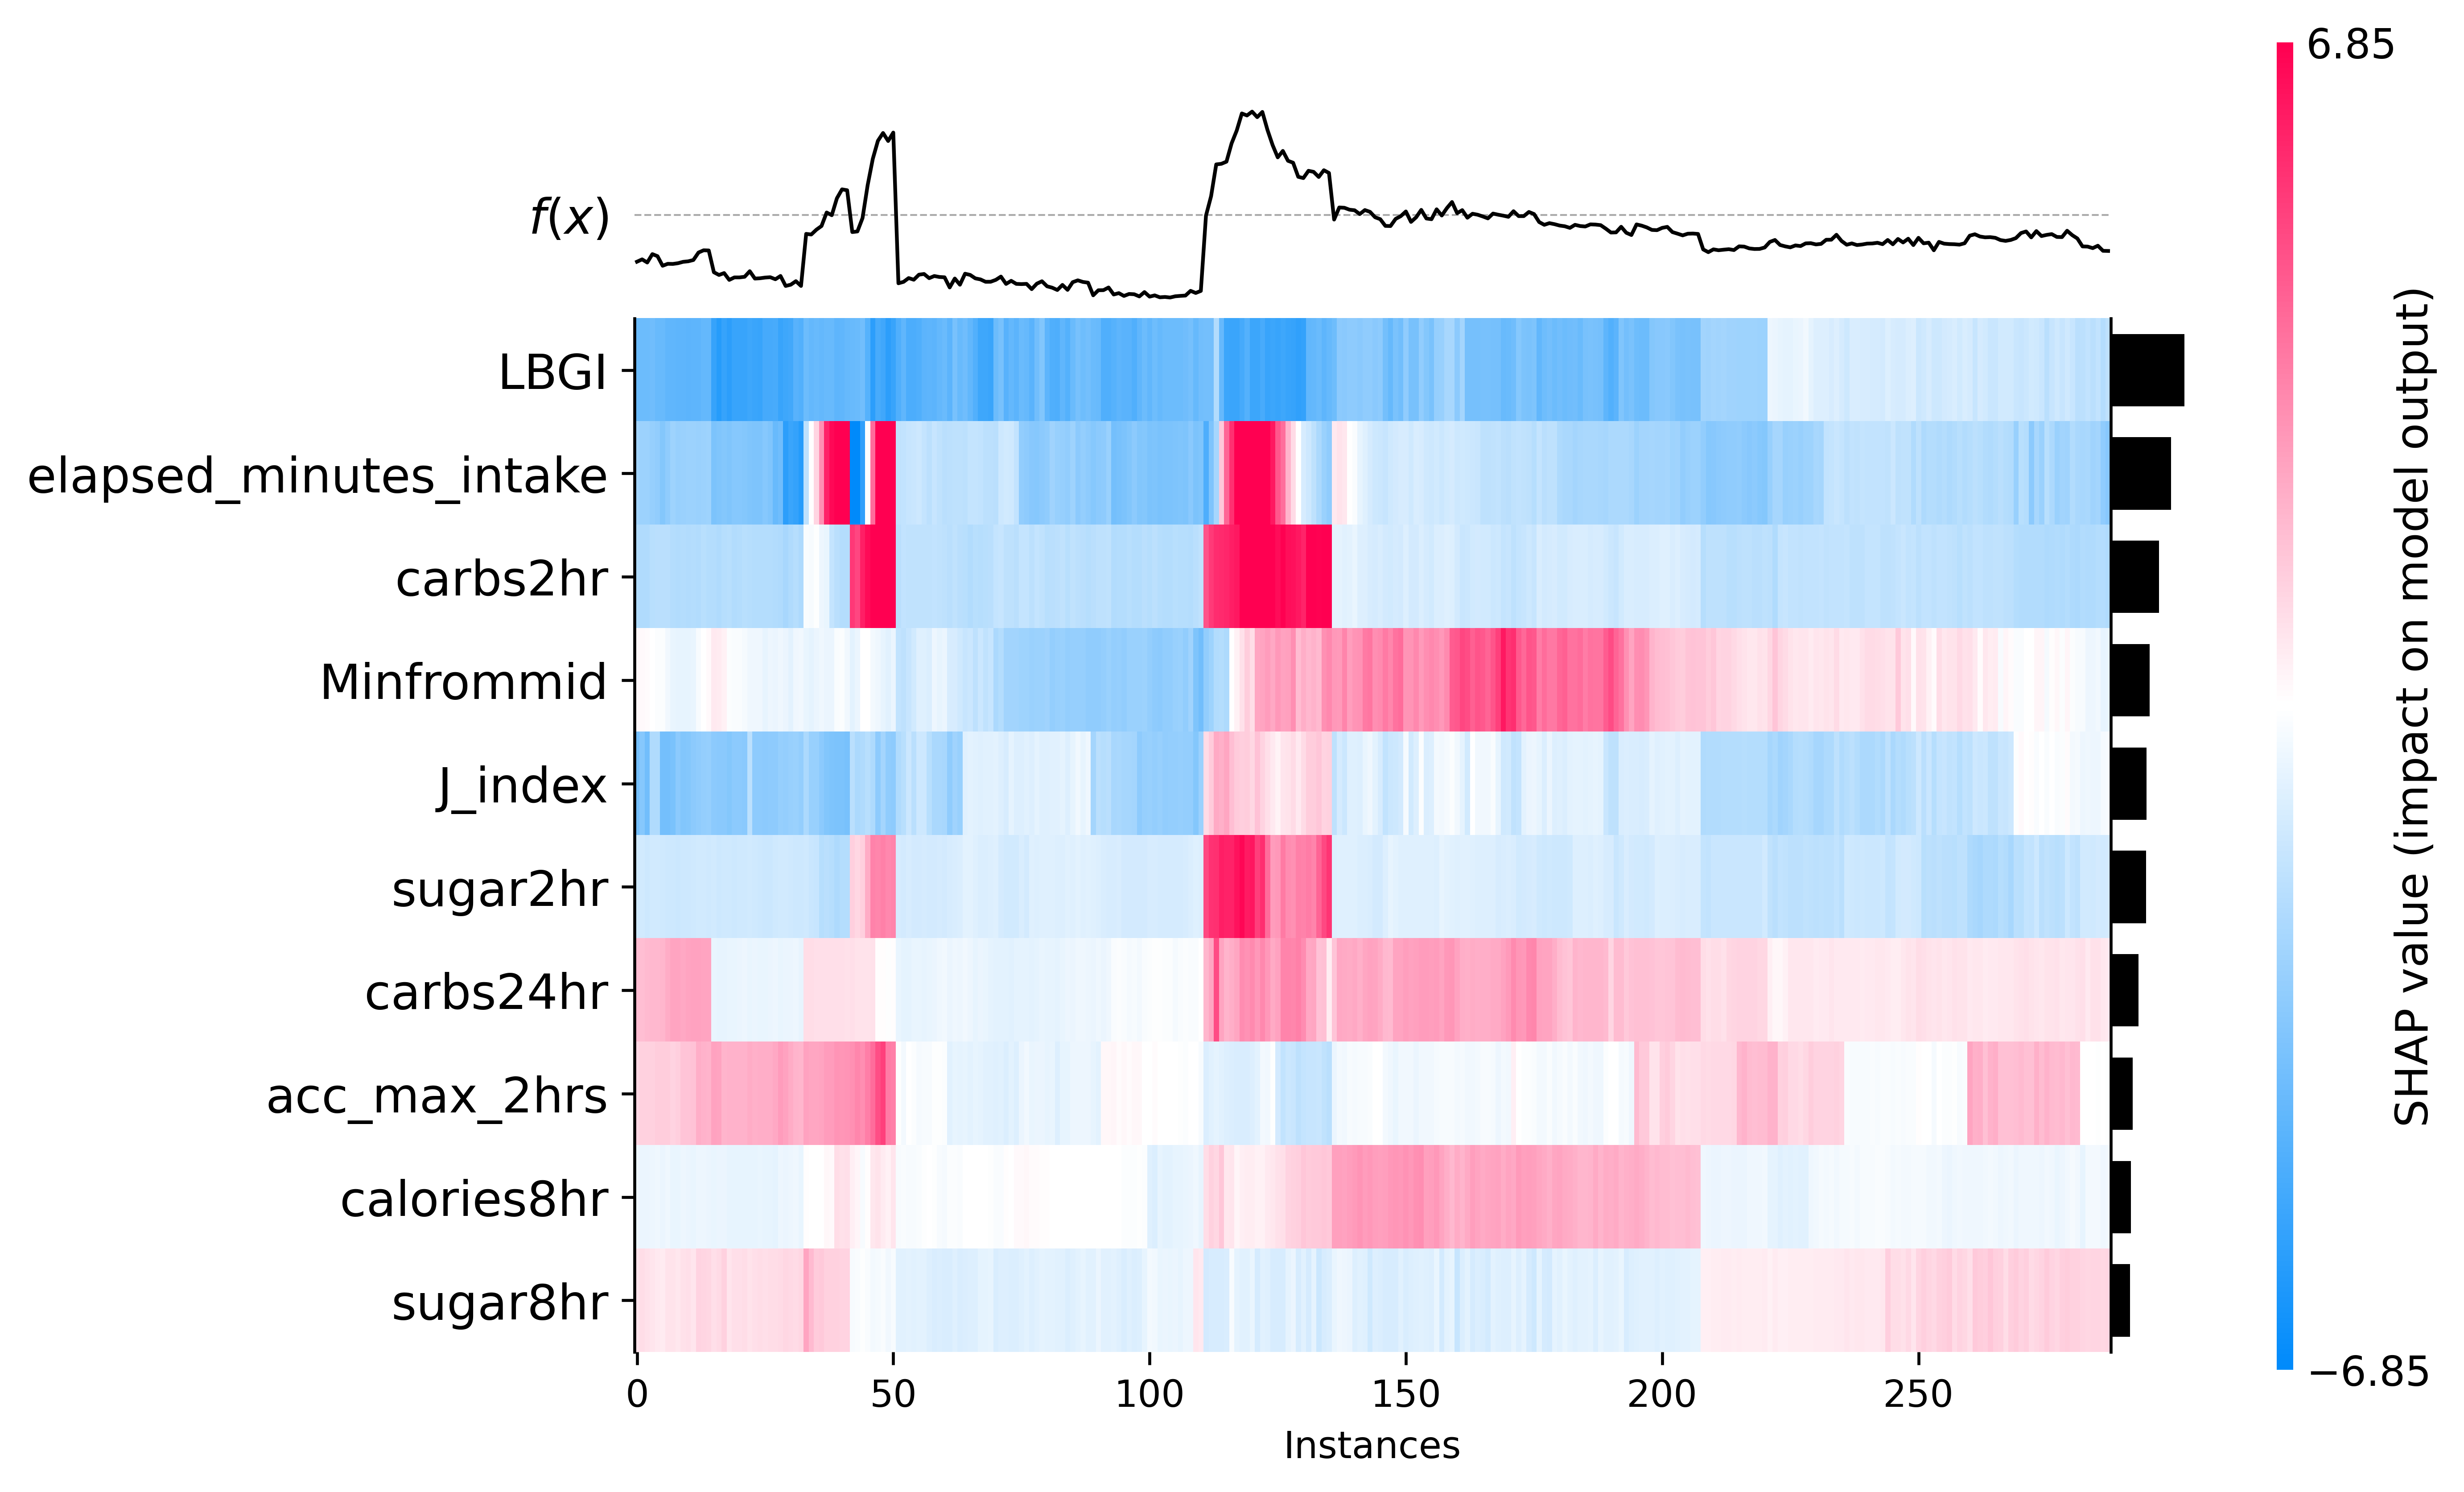 6.85
f(x)
LBGI
elapsed_minutes_intake
carbs2hr
Minfrommid
J_index
sugar2hr
carbs24hr
acc_max_2hrs
calories8hr
sugar8hr
0 50 100 150 200 250
Instances
SHAP value (impact on model output)
−6.85